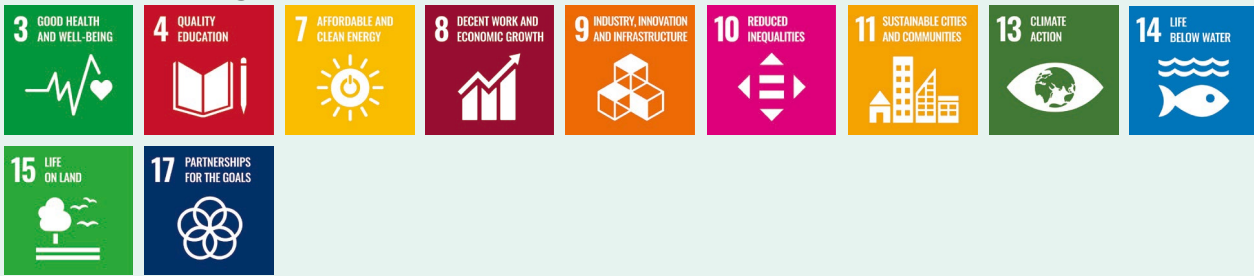 3 GOOD HEALTH
AND WELL-BEING
4 QUALITY
EDUCATION
7 AFFORDABLE AND
CLEAN ENERGY
8 DECENT WORK AND
ECONOMIC GROWTH
9 INDUSTRY, INNOVATION
AND INFRASTRUCTURE
10 REDUCED
INEQUALITIES
11 SUSTAINABLE CITIES
AND COMMUNITIES
13 CLIMATE
ACTION
14 LIFE
BELOW WATER
15 LIFE
ON LAND
17 PARTNERSHIPS
FOR THE GOALS